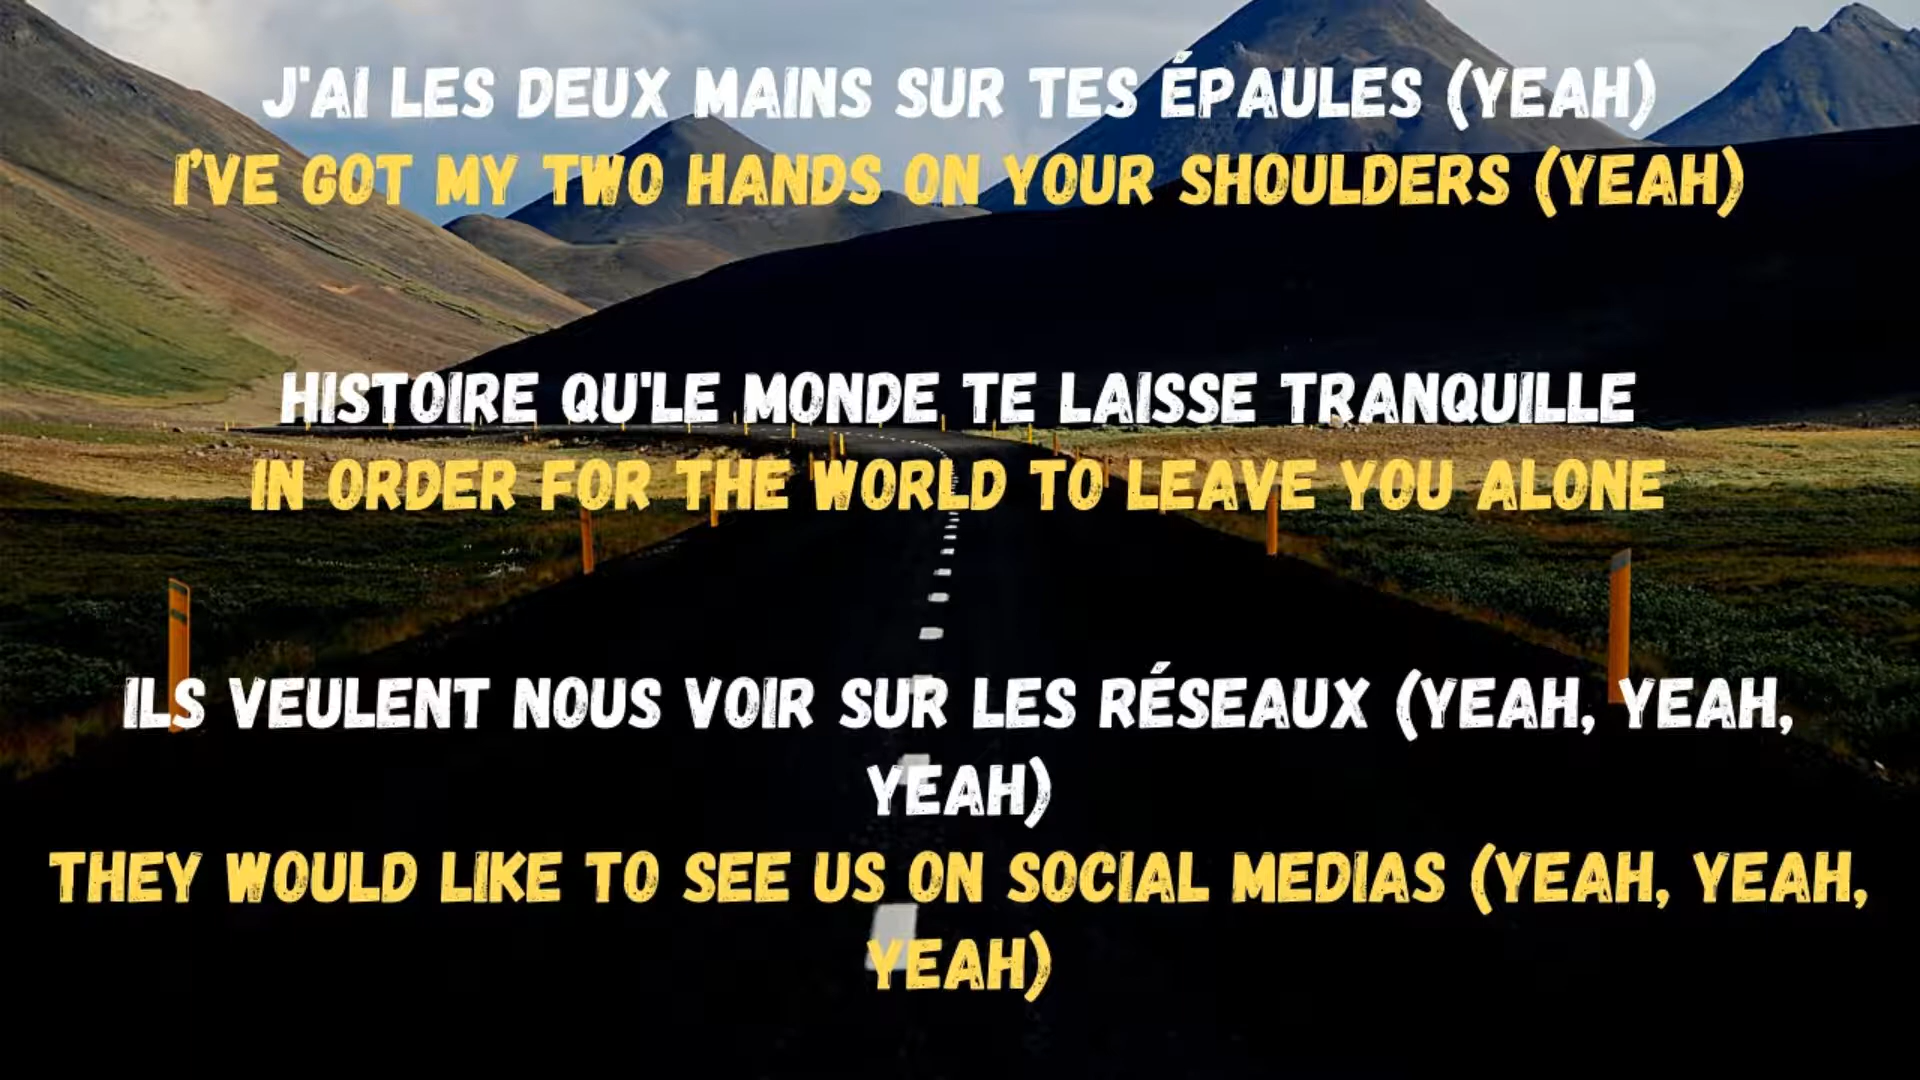 J'AI LES DEUX MAINS SUR TES ÉPAULES (YEAH)
I'VE GOT MY TWO HANDS ON YOUR SHOULDERS (YEAH)
HISTOIRE QU'LE MONDE TE LAISSE TRANQUILLE
IN ORDER FOR THE WORLD TO LEAVE YOU ALONE
ILS VEULENT NOUS VOIR SUR LES RÉSEAUX (YEAH, YEAH,
YEAH)
THEY WOULD LIKE TO SEE US ON SOCIAL MEDIAS (YEAH, YEAH,
YEAH)